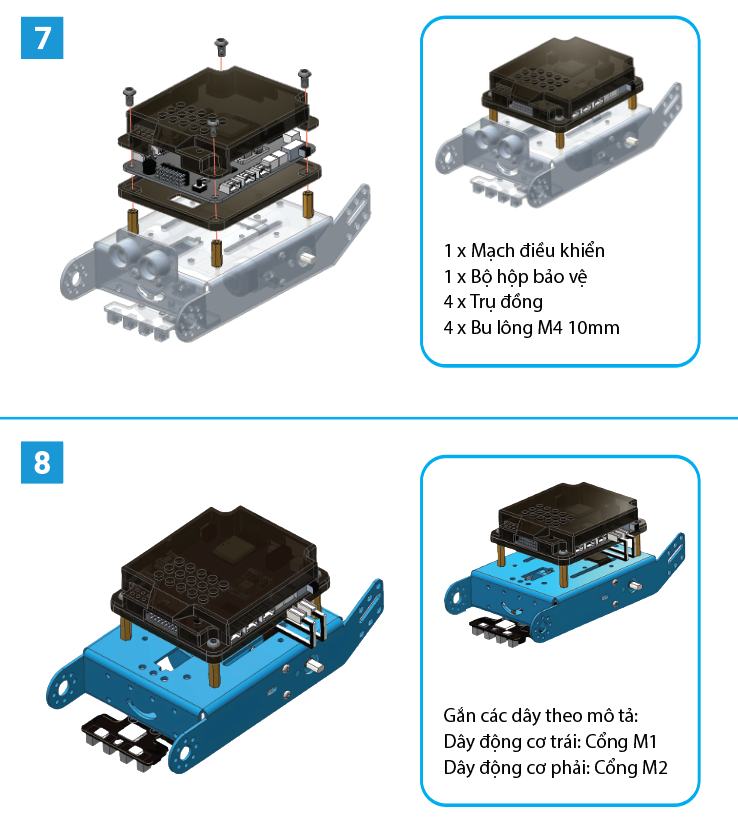 7
1 x Mạch điều khiển
1 x Bộ hộp bảo vệ
4 x Trụ đồng
4 x Bu lông M4 10mm
8
Gắn các dây theo mô tả:
Dây động cơ trái: Cổng M1
Dây động cơ phải: Cổng M2